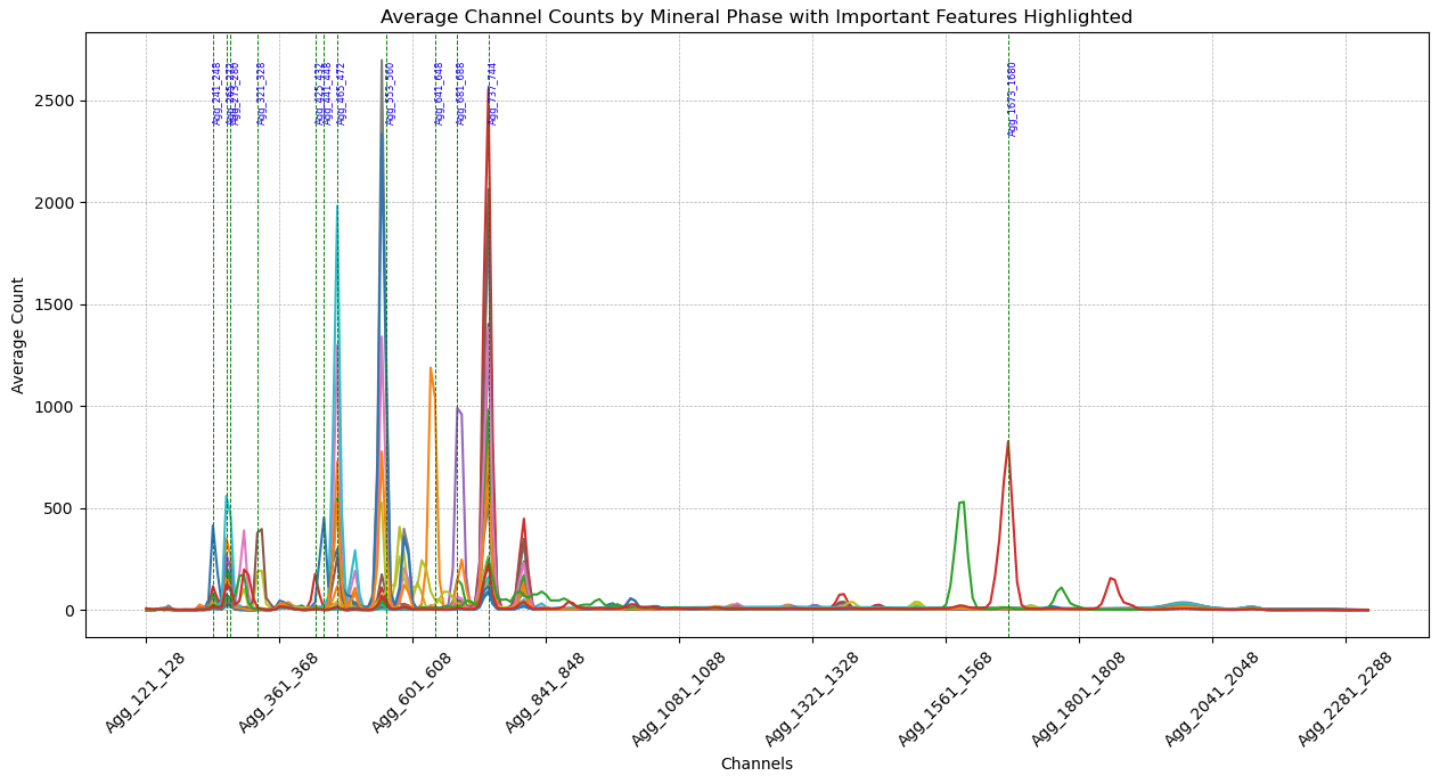 Average Channel Counts by Mineral Phase with Important Features Highlighted
Average Count
2500
2000
1500
1000
500
0
Agg_241_248
Agg_265_272
Agg_273_280
Agg_321_328
Agg_425_432
Agg_441_448
Agg_465_472
Agg_553_560
Agg_641_648
Agg_681_688
Agg_737_744
Agg_1673_1680
Agg_121_128
Agg_361_368
Agg_601_608
Agg_841_848
Agg_1081_1088
Agg_1321_1328
Agg_1561_1568
Agg_1801_1808
Agg_2041_2048
Agg_2281_2288
Channels